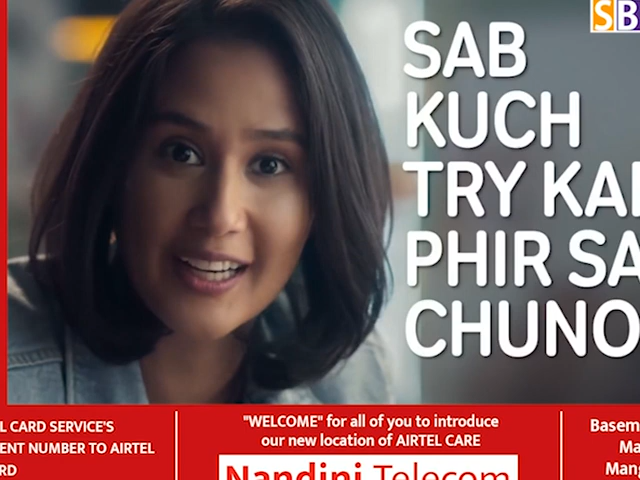 SB
SAB
KUCH
TRY KA
PHIR SA
CHUNO
L CARD SERVICE'S
ENT NUMBER TO AIRTEL
RD
"WELCOME" for all of you to introduce
our new location of AIRTEL CARE
Nandini Telecom
Basem
Ma
Mang